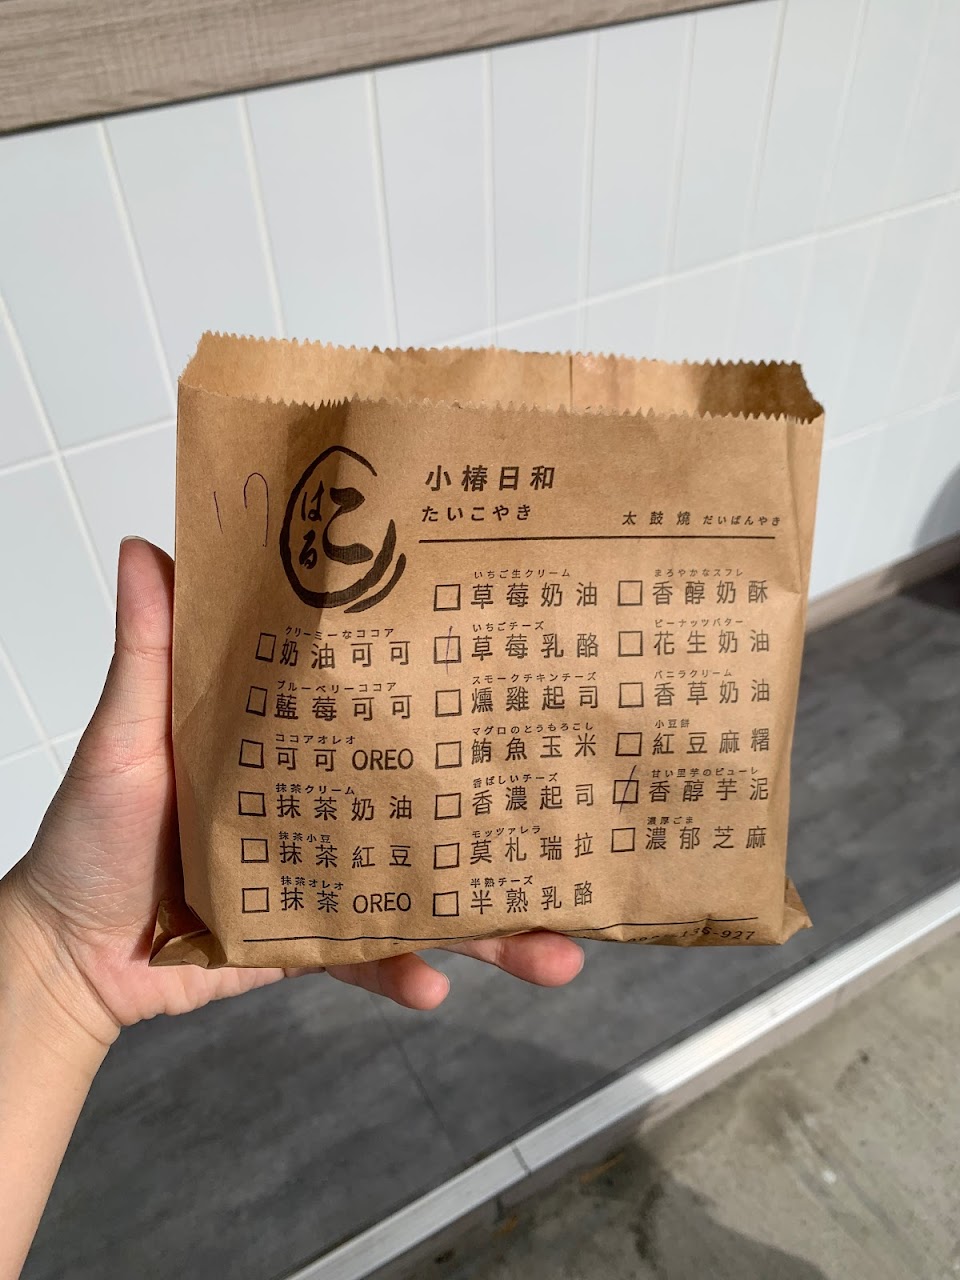 17
こはる
小椿日和
たいこやき
太鼓燒 だいばんやき
クリーミーなココア
奶油可可
ブルーベリーココア
藍莓可可
ココアオレオ
可可OREO
抹茶クリーム
抹茶奶油
抹茶小豆
抹茶紅豆
抹茶オレオ
抹茶OREO
いちご生クリーム
草莓奶油
いちごチーズ
草莓乳酪
スモークチキンチーズ
燻雞起司
マグロのとうもろこし
鮪魚玉米
香ばしいチーズ
香濃起司
モッツァレラ
莫札瑞拉
半熟チーズ
半熟乳酪
まろやかなスフレ
香醇奶酥
ピーナッツバター
花生奶油
バニラクリーム
香草奶油
小豆餅
紅豆麻糬
甘い里芋のピューレ
香醇芋泥
濃厚ごま
濃郁芝麻
-927